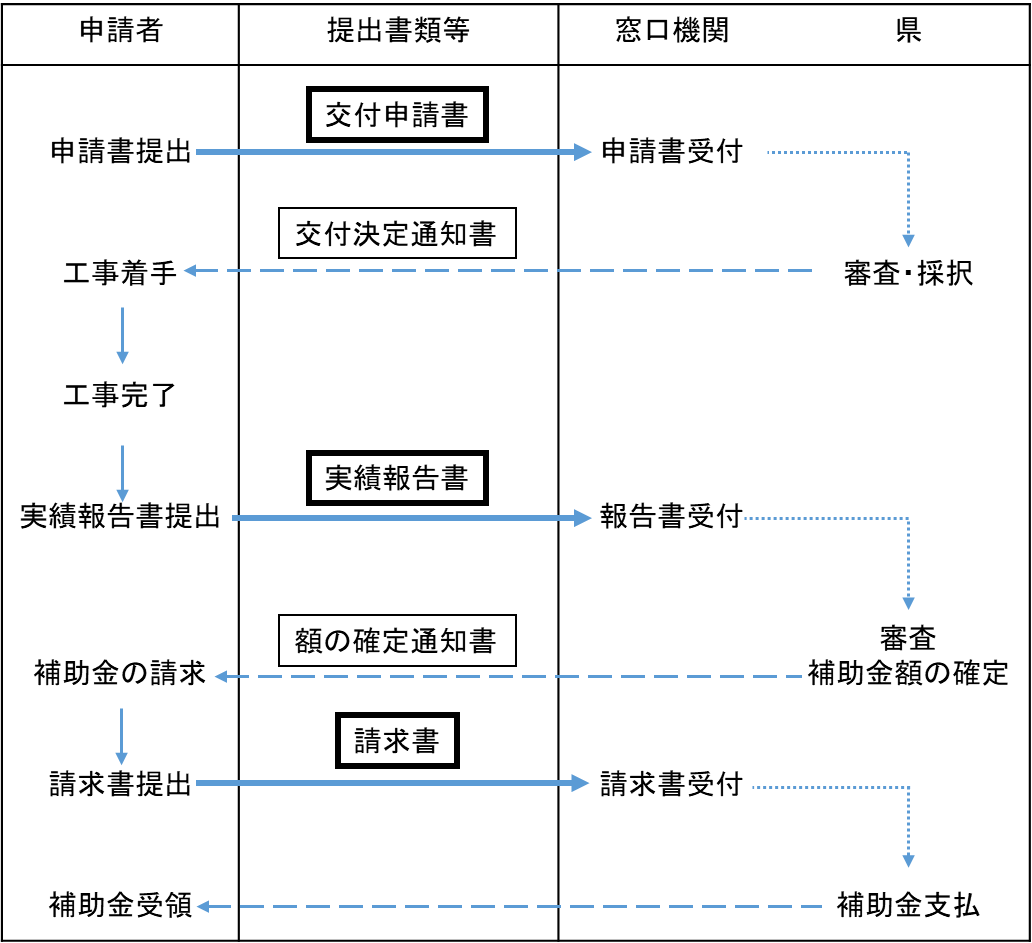 申請者
提出書類等
窓口機関
県
交付申請書
申請書提出
申請書受付
交付決定通知書
工事着手
審査・採択
工事完了
実績報告書
実績報告書提出
報告書受付
額の確定通知書
審査
補助金の請求
補助金額の確定
請求書
請求書提出
請求書受付
補助金受領
補助金支払